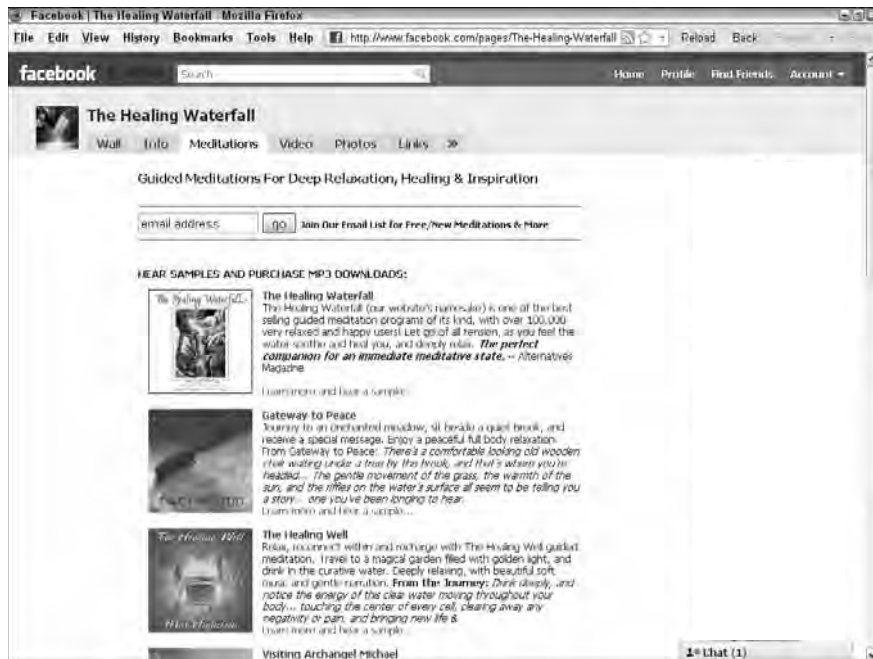 Facebook | The Healing Waterfall - Mozilla Firefox
File Edit View History Bookmarks Tools Help http://www.facebook.com/pages/The-Healing-Waterfall Reload Back
facebook Search Home Profile Find Friends Account
The Healing Waterfall
Wall Info Meditations Video Photos Links »
Guided Meditations For Deep Relaxation, Healing & Inspiration
email address go Join Our Email List for Free/New Meditations & More
HEAR SAMPLES AND PURCHASE MP3 DOWNLOADS:
The Healing Waterfall
The Healing Waterfall
The Healing Waterfall (our website's namesake) is one of the best
selling guided meditation programs of its kind, with over 100,000
very relaxed and happy users! Let go of all tension, as you feel the
water soothe and heal you, and deeply relax. The perfect
companion for an immediate meditative state. -- Alternatives
Magazine
Learn more and hear a sample...
Gateway to Peace
Journey to an enchanted meadow, sit beside a quiet brook, and
receive a special message. Enjoy a peaceful full body relaxation.
From Gateway to Peace: There's a comfortable looking old wooden
chair waiting under a tree by the brook, and that's where you're
headed... The gentle movement of the grass, the warmth of the
sun, and the riffles on the water's surface all seem to be telling you
a story... one you've been longing to hear.
Learn more and hear a sample...
The Healing Well
The Healing Well
Relax, reconnect within and recharge with The Healing Well guided
meditation. Travel to a magical garden filled with golden light, and
drink in the curative water. Deeply relaxing, with beautiful soft
music and gentle narration. From the Journey: Drink deeply, and
notice the energy of the clear water moving throughout your
body... touching the center of every cell, clearing away any
negativity or pain, and bringing new life &
Learn more and hear a sample...
Max Highstein
Visiting Archangel Michael
Chat (1)